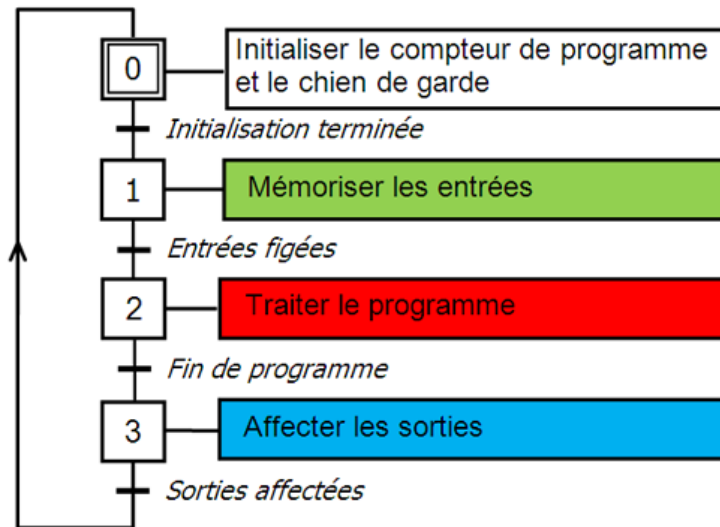 0
Initialiser le compteur de programme
et le chien de garde
Initialisation terminée
1
Mémoriser les entrées
Entrées figées
2
Traiter le programme
Fin de programme
3
Affecter les sorties
Sorties affectées